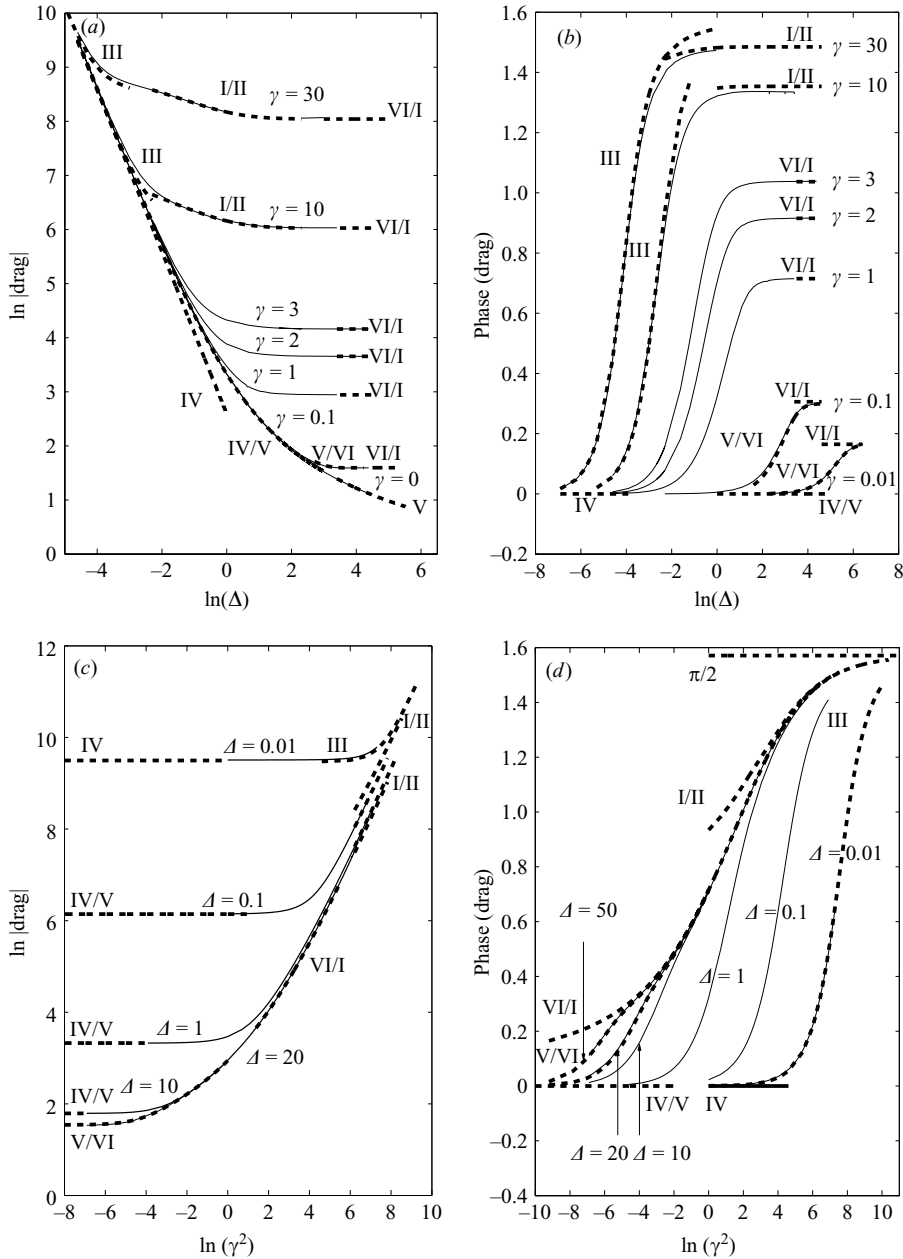 (a)
10
9
8
7
6
5
4
3
2
1
0
ln |drag|
III
I/II
γ = 30
VI/I
III
I/II
γ = 10
VI/I
γ = 3
VI/I
γ = 2
VI/I
γ = 1
VI/I
IV
γ = 0.1
IV/V
V/VI
VI/I
γ = 0
V
−4
−2
0
2
4
6
ln(Δ)
(b)
1.6
1.4
1.2
1.0
0.8
0.6
0.4
0.2
0
−0.2
Phase (drag)
I/II
γ = 30
I/II
γ = 10
III
III
VI/I
γ = 3
VI/I
γ = 2
VI/I
γ = 1
VI/I
γ = 0.1
V/VI
VI/I
V/VI
γ = 0.01
IV
IV/V
−8
−6
−4
−2
0
2
4
6
8
ln(Δ)
(c)
12
10
8
6
4
2
0
ln |drag|
I/II
IV
Δ = 0.01
III
I/II
IV/V
Δ = 0.1
VI/I
IV/V
Δ = 1
Δ = 20
IV/V
Δ = 10
V/VI
−8
−6
−4
−2
0
2
4
6
8
10
ln (γ²)
(d)
1.6
1.4
1.2
1.0
0.8
0.6
0.4
0.2
0
−0.2
−0.4
Phase (drag)
π/2
III
I/II
Δ = 0.01
Δ = 50
Δ = 0.1
Δ = 1
VI/I
V/VI
IV/V
IV
Δ = 20
Δ = 10
−10
−8
−6
−4
−2
0
2
4
6
8
10
ln (γ²)